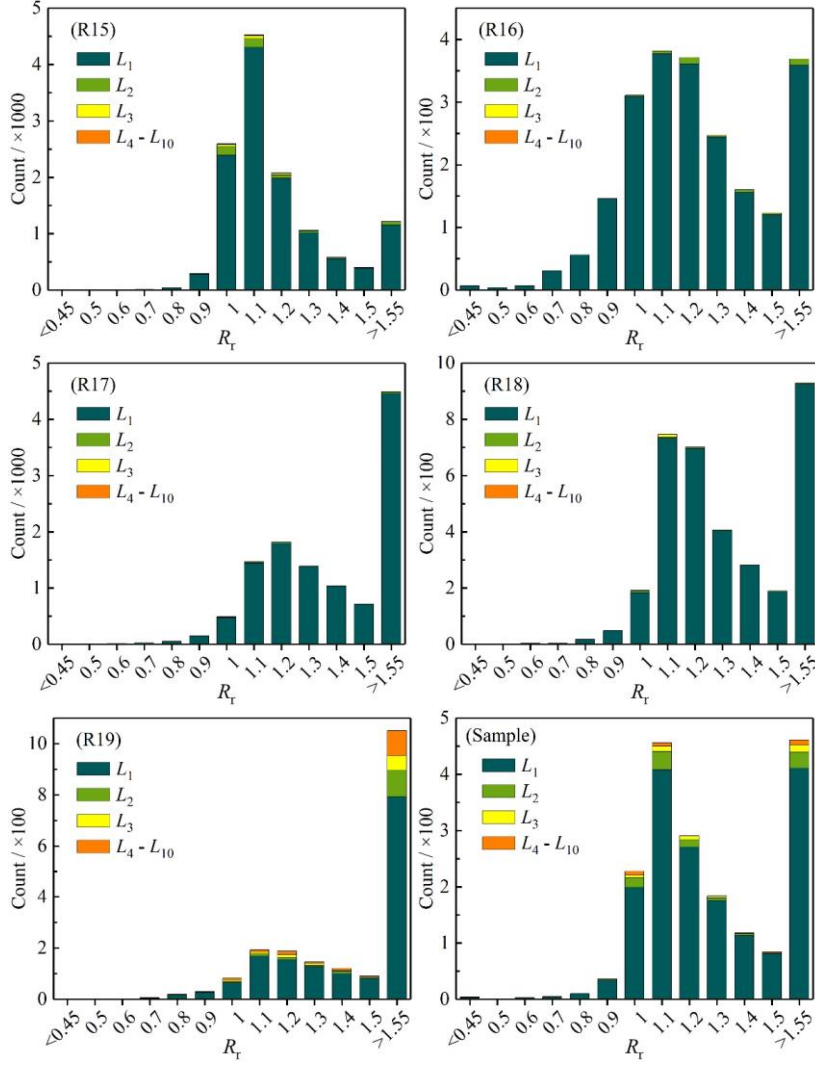 (R15)
L₁
L₂
L₃
L₄ - L₁₀
Count / ×1000
5
4
3
2
1
0
<0.45 0.5 0.6 0.7 0.8 0.9 1 1.1 1.2 1.3 1.4 1.5 >1.55
Rᵣ
(R16)
L₁
L₂
L₃
L₄ - L₁₀
Count / ×100
4
3
2
1
0
<0.45 0.5 0.6 0.7 0.8 0.9 1 1.1 1.2 1.3 1.4 1.5 >1.55
Rᵣ
(R17)
L₁
L₂
L₃
L₄ - L₁₀
Count / ×1000
5
4
3
2
1
0
<0.45 0.5 0.6 0.7 0.8 0.9 1 1.1 1.2 1.3 1.4 1.5 >1.55
Rᵣ
(R18)
L₁
L₂
L₃
L₄ - L₁₀
Count / ×100
10
8
6
4
2
0
<0.45 0.5 0.6 0.7 0.8 0.9 1 1.1 1.2 1.3 1.4 1.5 >1.55
Rᵣ
(R19)
L₁
L₂
L₃
L₄ - L₁₀
Count / ×100
10
8
6
4
2
0
<0.45 0.5 0.6 0.7 0.8 0.9 1 1.1 1.2 1.3 1.4 1.5 >1.55
Rᵣ
(Sample)
L₁
L₂
L₃
L₄ - L₁₀
Count / ×100
5
4
3
2
1
0
<0.45 0.5 0.6 0.7 0.8 0.9 1 1.1 1.2 1.3 1.4 1.5 >1.55
Rᵣ